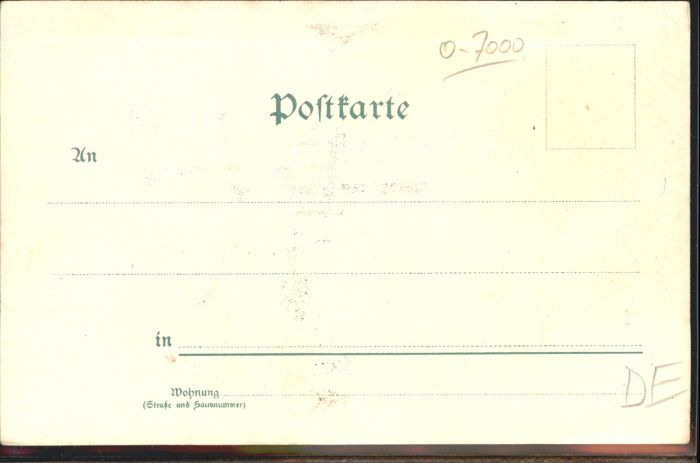 O-7000
Postkarte
An
in
Wohnung
(Straße und Hausnummer)
DE